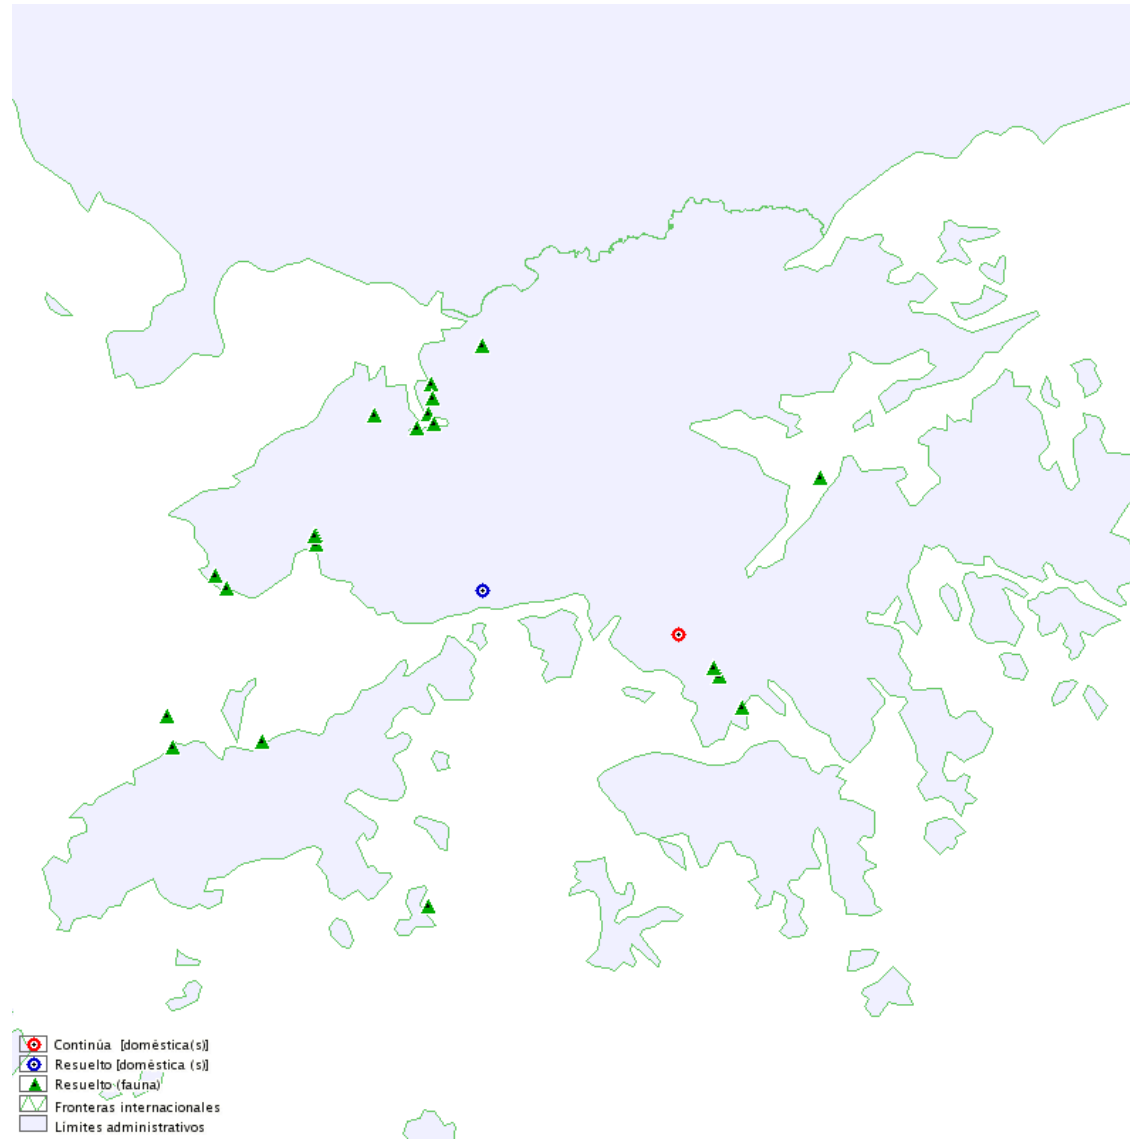 Continúa [doméstica(s)]
Resuelto [doméstica (s)]
Resuelto (fauna)
Fronteras internacionales
Límites administrativos